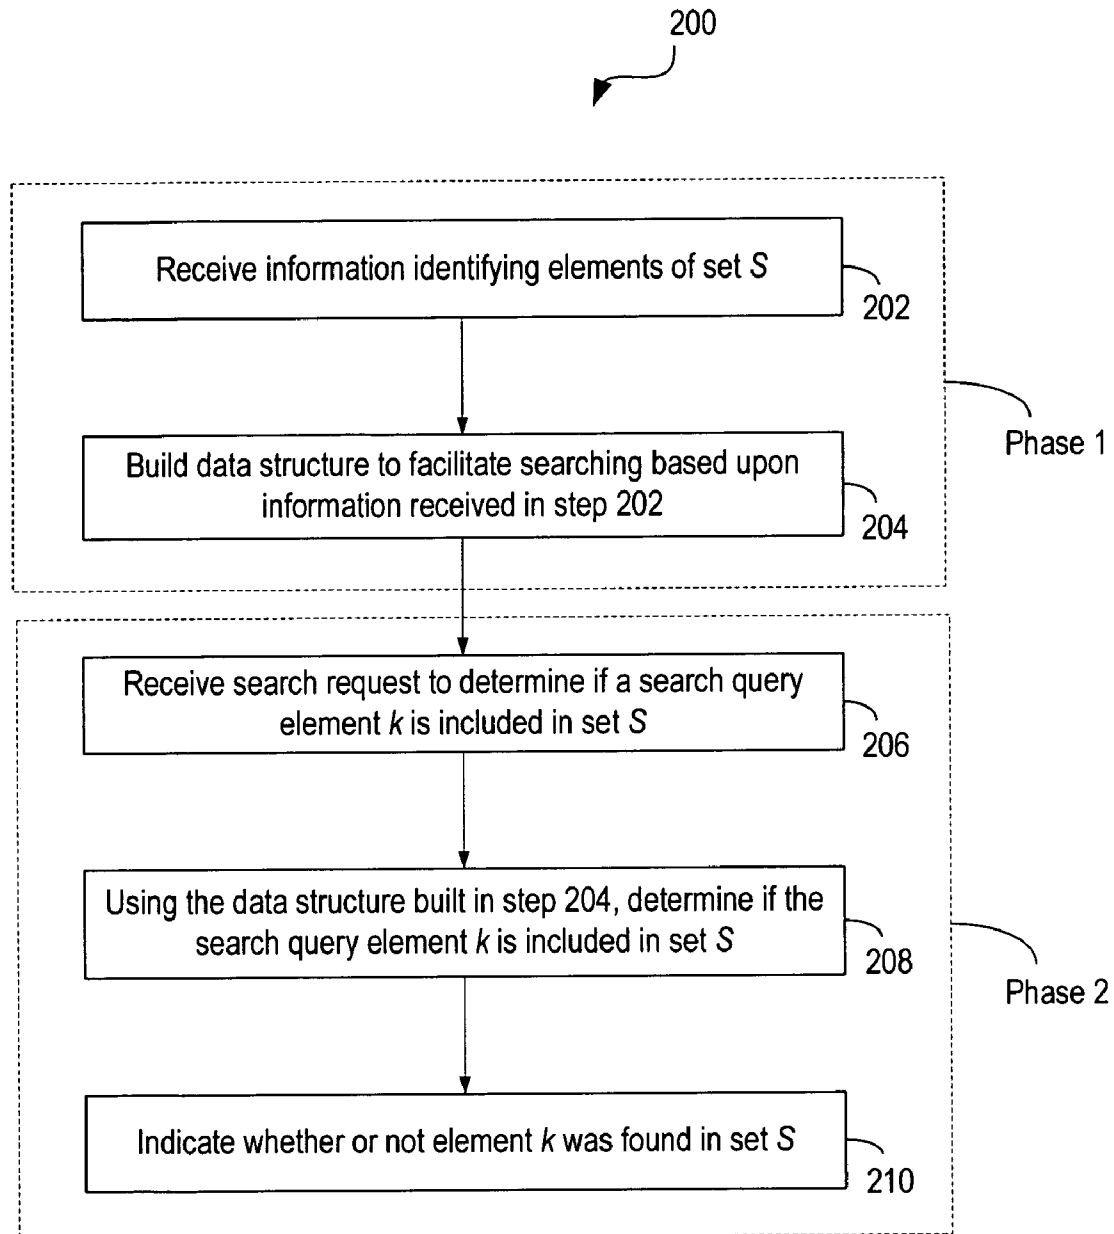 200
Receive information identifying elements of set S
202
Build data structure to facilitate searching based upon
information received in step 202
204
Phase 1
Receive search request to determine if a search query
element k is included in set S
206
Using the data structure built in step 204, determine if the
search query element k is included in set S
208
Phase 2
Indicate whether or not element k was found in set S
210